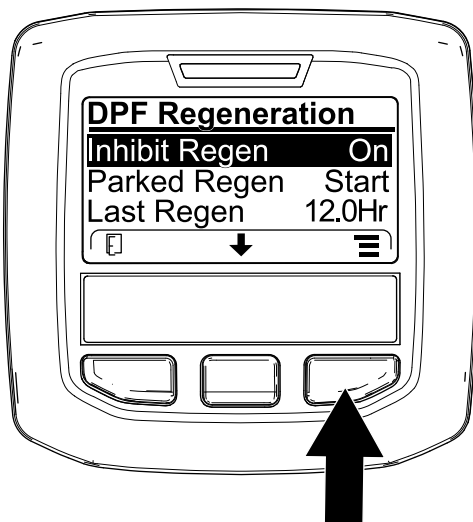 DPF Regeneration
Inhibit Regen On
Parked Regen Start
Last Regen 12.0Hr